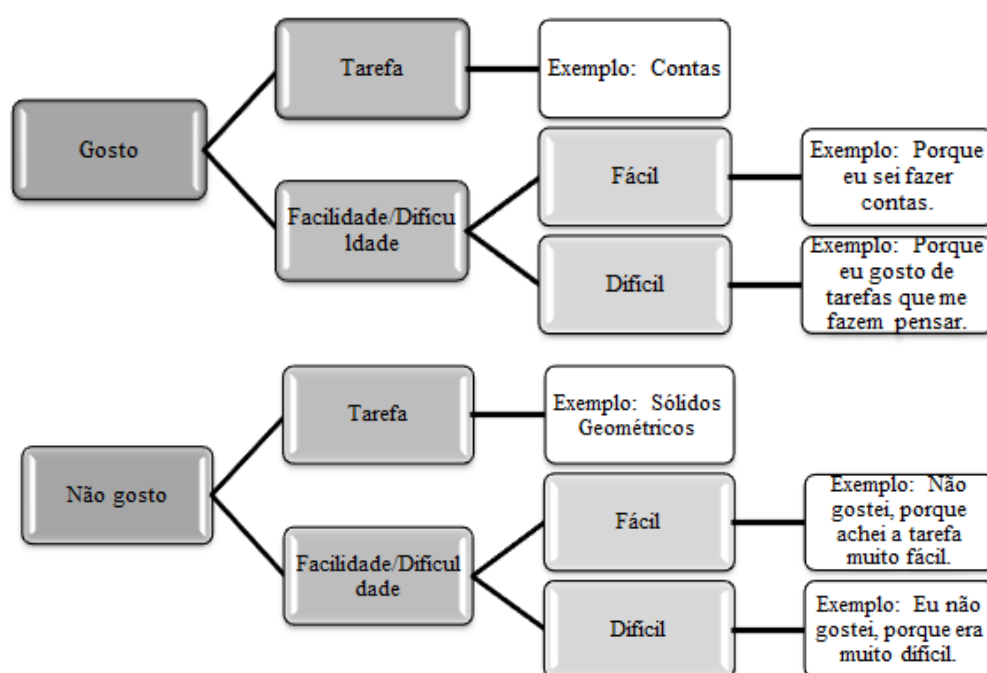 Tarefa
Exemplo: Contas
Gosto
Fácil
Exemplo: Porque
eu sei fazer
contas.
Facilidade/Dificu
ldade
Difícil
Exemplo: Porque
eu gosto de
tarefas que me
fazem pensar.
Tarefa
Exemplo: Sólidos
Geométricos
Não gosto
Fácil
Exemplo: Não
gostei, porque
achei a tarefa
muito fácil.
Facilidade/Dificul
dade
Difícil
Exemplo: Eu não
gostei, porque era
muito difícil.